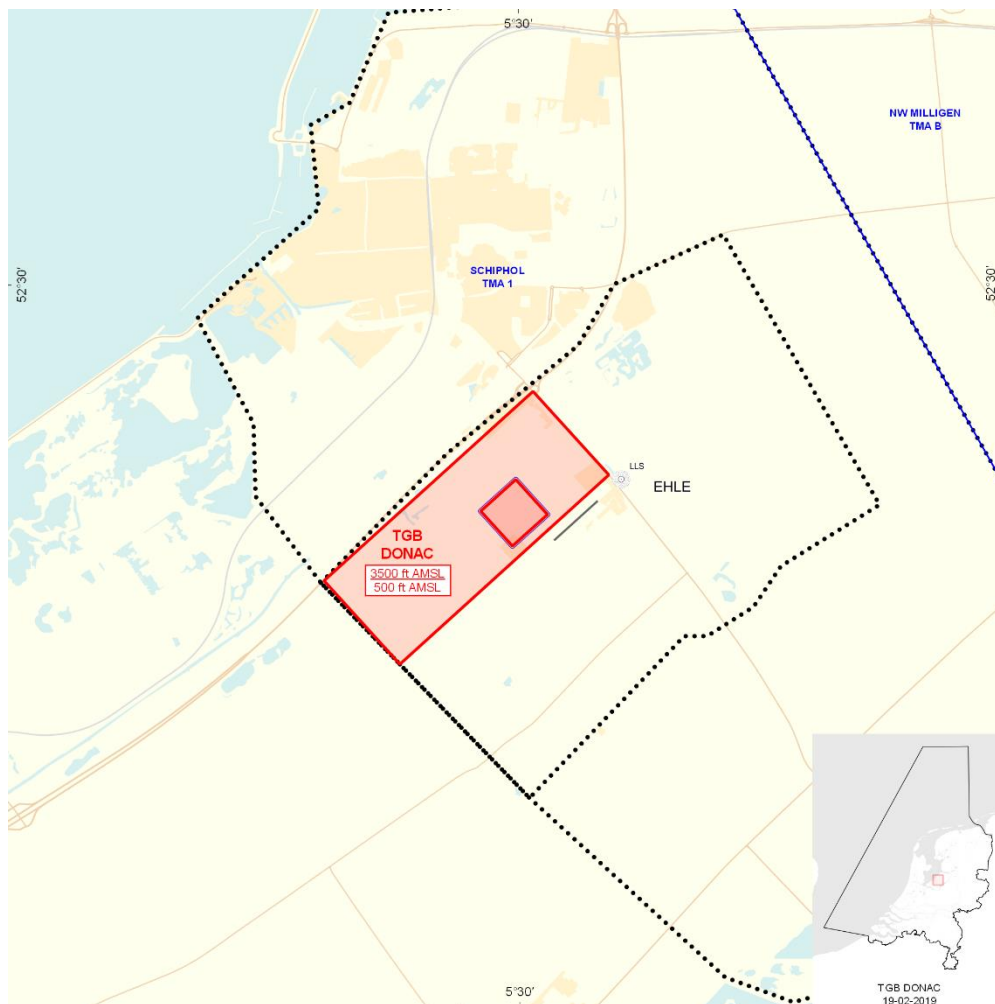 5°30'
NW MILLIGEN
TMA B
SCHIPHOL
TMA 1
52°30'
52°30'
LLS
EHLE
TGB
DONAC
3500 ft AMSL
500 ft AMSL
5°30'
TGB DONAC
19-02-2019